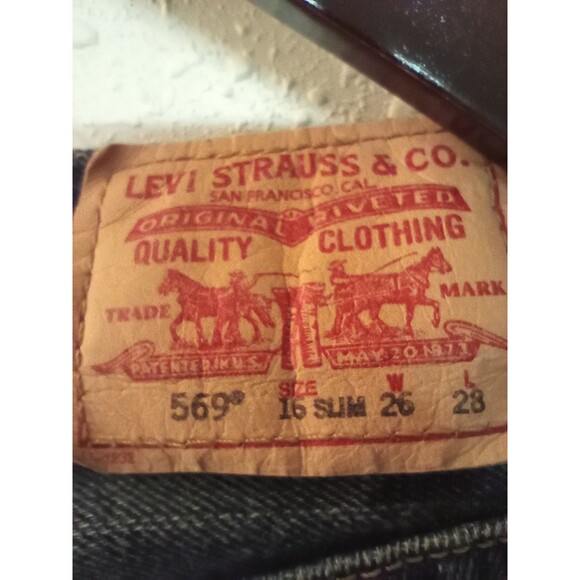 LEVI STRAUSS & CO.
SAN FRANCISCO, CAL.
ORIGINAL RIVETED
QUALITY CLOTHING
TRADE MARK
PATENTED IN U.S. MAY 20 1873
SIZE W L
569® 16 SLIM 26 28